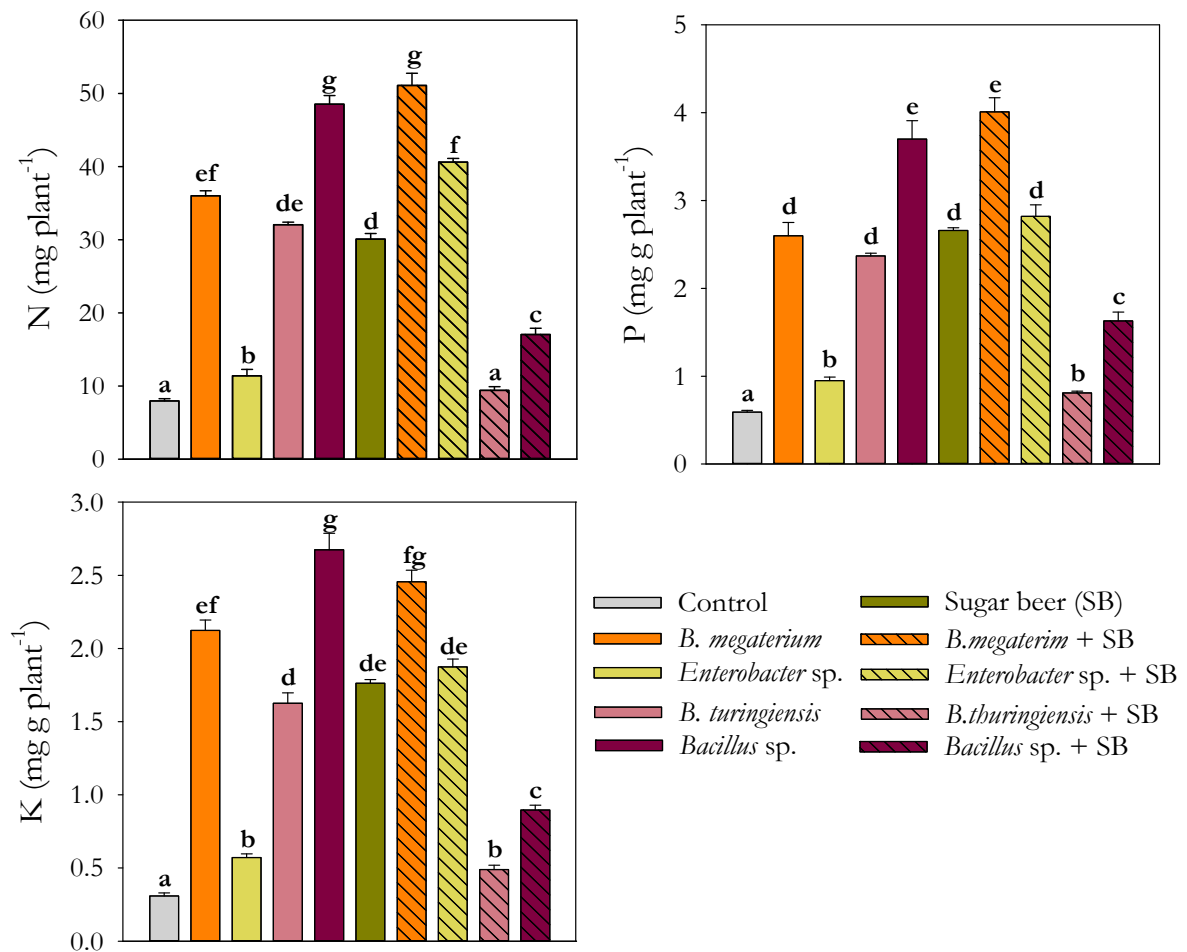 60
50
40
30
20
10
0
N (mg plant⁻¹)
a
ef
b
de
g
d
g
f
a
c
5
4
3
2
1
0
P (mg g plant⁻¹)
a
d
b
d
e
d
e
d
b
c
3.0
2.5
2.0
1.5
1.0
0.5
0.0
K (mg g plant⁻¹)
a
ef
b
d
g
de
fg
de
b
c
Control
B. megaterium
Enterobacter sp.
B. turingiensis
Bacillus sp.
Sugar beer (SB)
B.megaterim + SB
Enterobacter sp. + SB
B.thuringiensis + SB
Bacillus sp. + SB